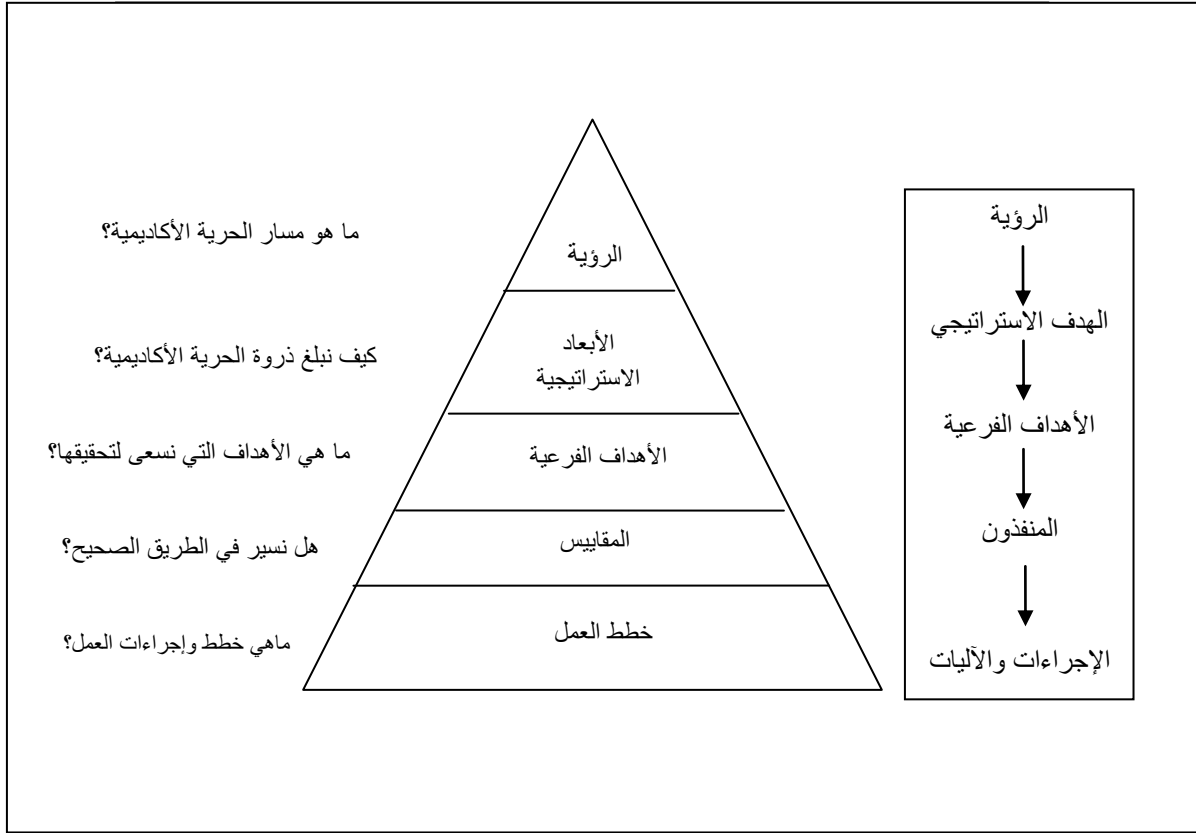 الرؤية
الهدف الاستراتيجي
الأهداف الفرعية
المنفذون
الإجراءات والآليات
الرؤية
الأبعاد
الاستراتيجية
الأهداف الفرعية
المقاييس
خطط العمل
ما هو مسار الحرية الأكاديمية؟
كيف نبلغ ذروة الحرية الأكاديمية؟
ما هي الأهداف التي نسعى لتحقيقها؟
هل نسير في الطريق الصحيح؟
ماهي خطط وإجراءات العمل؟